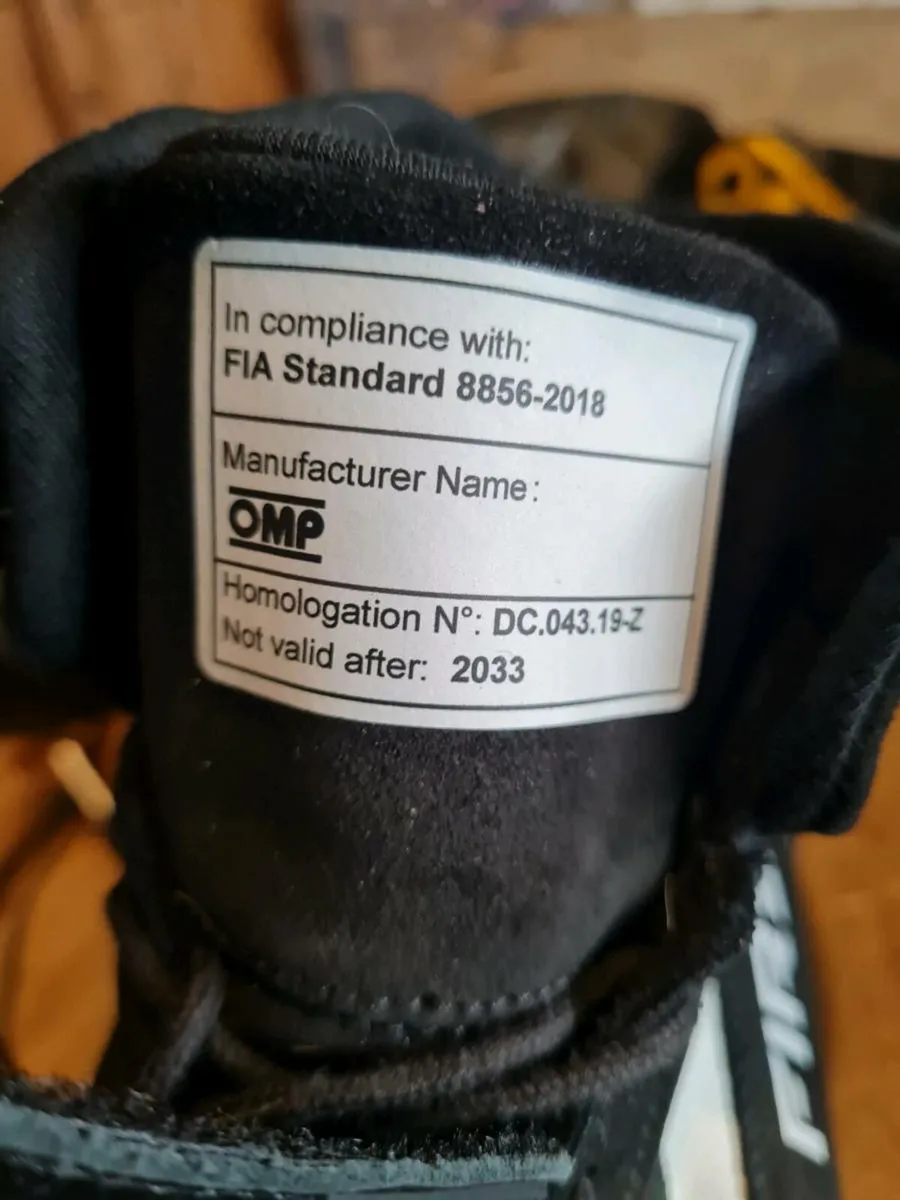 In compliance with:
FIA Standard 8856-2018
Manufacturer Name:
OMP
Homologation N°: DC.043.19-Z
Not valid after: 2033